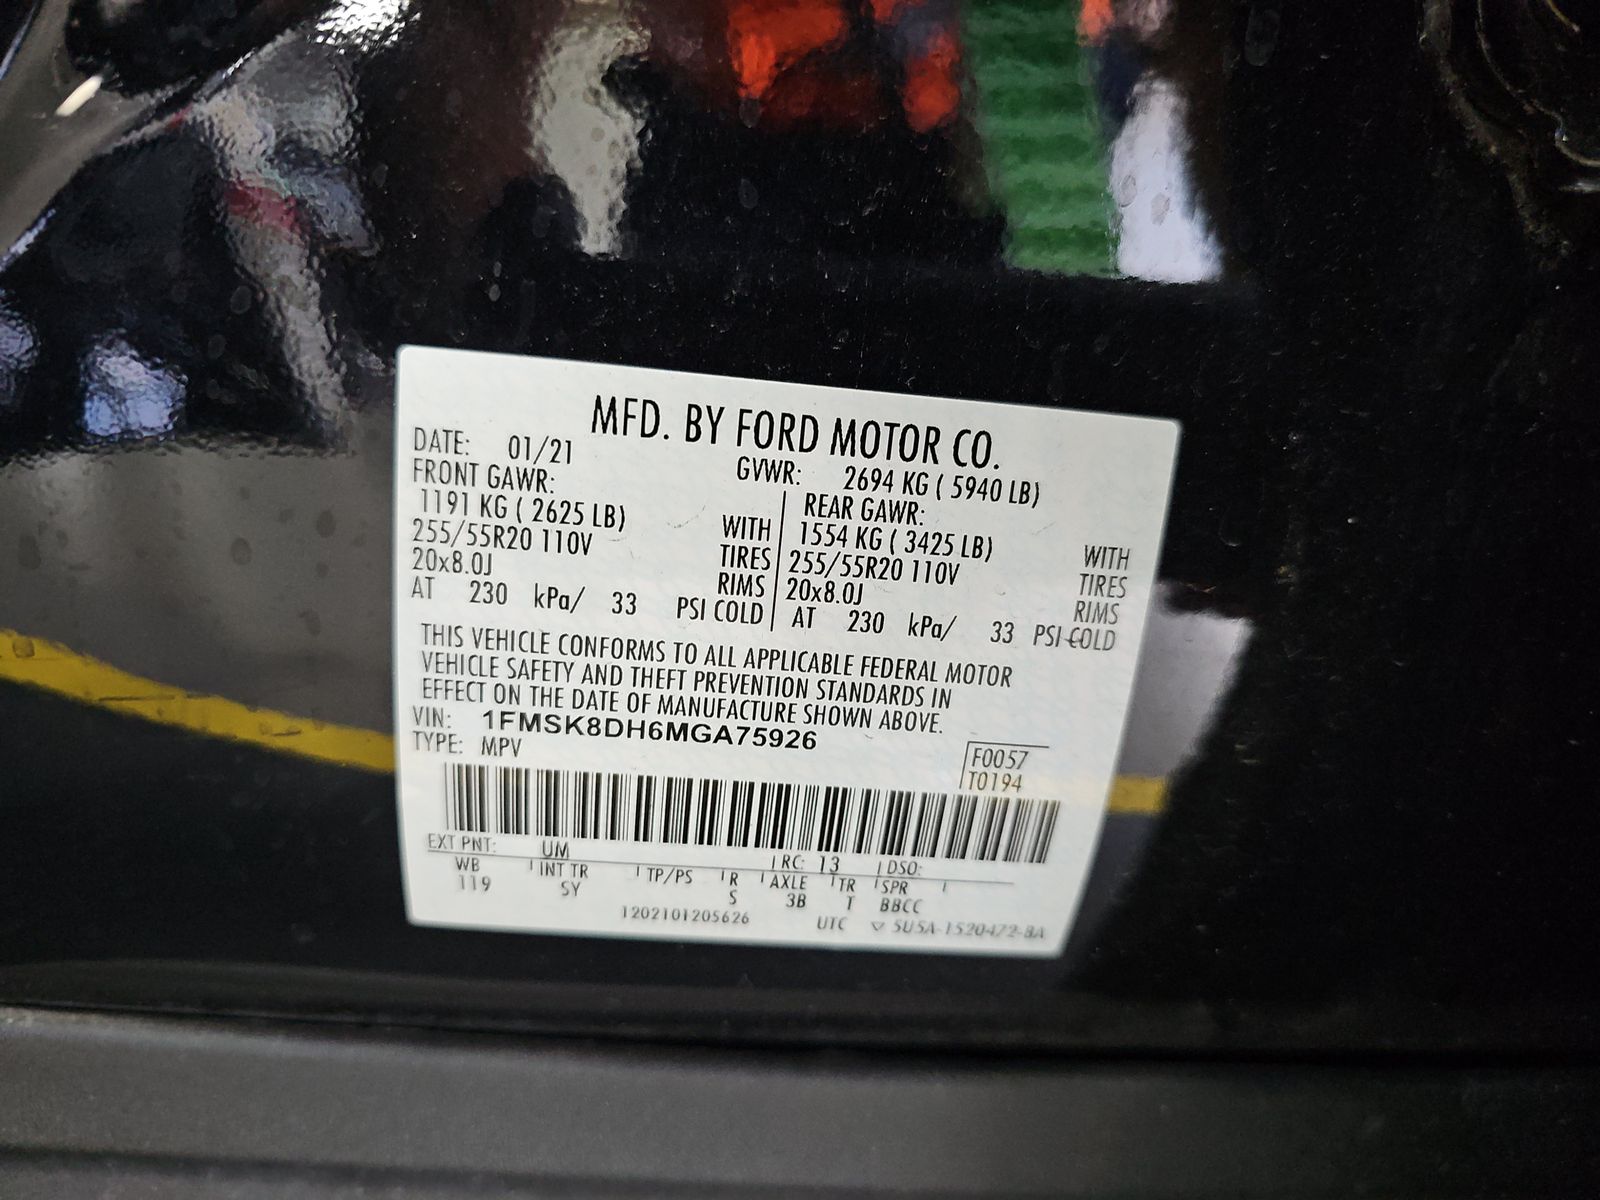 MFD. BY FORD MOTOR CO.
DATE: 01/21 GVWR: 2694 KG ( 5940 LB)
FRONT GAWR: REAR GAWR:
1191 KG ( 2625 LB) WITH 1554 KG ( 3425 LB) WITH
255/55R20 110V TIRES 255/55R20 110V TIRES
20x8.0J RIMS 20x8.0J RIMS
AT 230 kPa/ 33 PSI COLD AT 230 kPa/ 33 PSI COLD
THIS VEHICLE CONFORMS TO ALL APPLICABLE FEDERAL MOTOR
VEHICLE SAFETY AND THEFT PREVENTION STANDARDS IN
EFFECT ON THE DATE OF MANUFACTURE SHOWN ABOVE.
VIN: 1FMSK8DH6MGA75926
TYPE: MPV
F0057
T0194
EXT PNT: UM RC: 13 DSO:
WB INT TR TP/PS R AXLE TR SPR
119 SY S 3B T BBCC
1202101205626 UTC ▽ 5U5A-1520472-BA